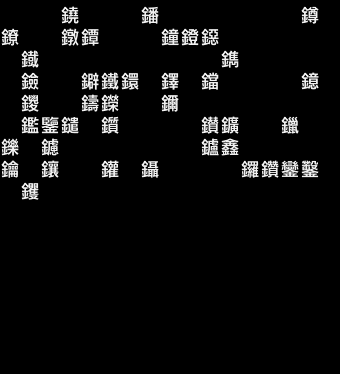 鐃 鐇 鐏
鐐 鐓鐔 鐘鐙鐚
鐡 鐫
鐱 鐴鐵鐶 鐸 鐺 鐿
鑁 鑄鑅 鑈
鑑鑒鑓 鑕 鑚鑛 鑞
鑠 鑢 鑪鑫
鑰 鑲 鑵 鑷 鑼鑽鑾鑿
钁